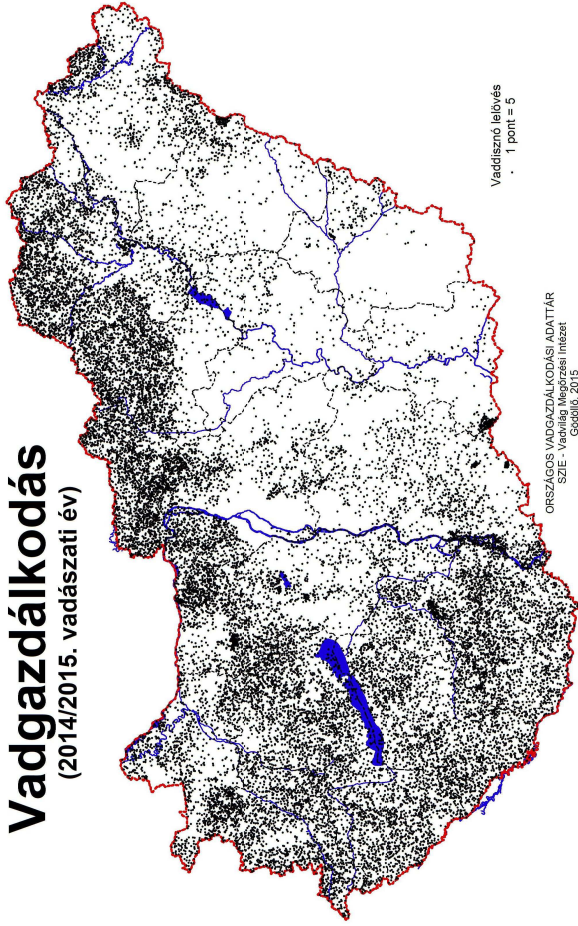 Vadgazdálkodás
(2014/2015. vadászati év)
Vaddisznó lelövés
· 1 pont = 5
ORSZÁGOS VADGAZDÁLKODÁSI ADATTÁR
SZIE - Vadvilág Megőrzési Intézet
Gödöllő, 2015